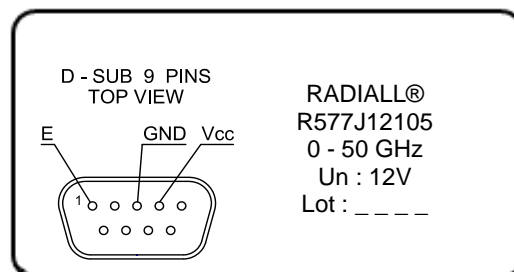 D - SUB 9 PINS
TOP VIEW
E GND Vcc
1
RADIALL®
R577J12105
0 - 50 GHz
Un : 12V
Lot : _ _ _ _